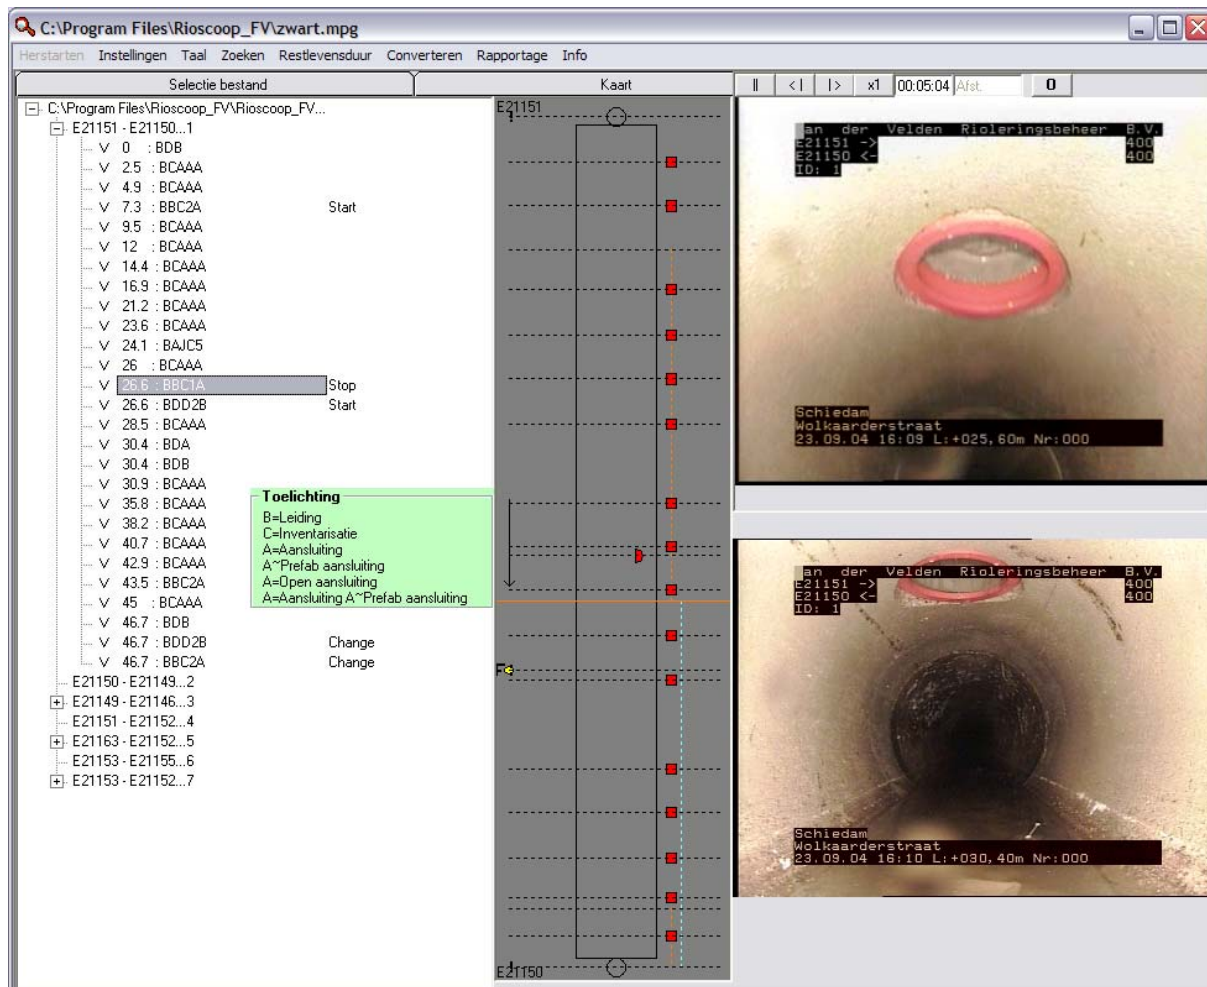 C:\Program Files\Rioscoop_FV\zwart.mpg
Herstarten Instellingen Taal Zoeken Restlevensduur Converteren Rapportage Info
Selectie bestand Kaart || <| |> x1 00:05:04 Afst. 0
C:\Program Files\Rioscoop_FV\Rioscoop_FV...
E21151 - E21150...1
V 0 : BDB
V 2.5 : BCAAA
V 4.9 : BCAAA
V 7.3 : BBC2A Start
V 9.5 : BCAAA
V 12 : BCAAA
V 14.4 : BCAAA
V 16.9 : BCAAA
V 21.2 : BCAAA
V 23.6 : BCAAA
V 24.1 : BAJC5
V 26 : BCAAA
V 26.6 : BBC1A Stop
V 26.6 : BDD2B Start
V 28.5 : BCAAA
V 30.4 : BDA
V 30.4 : BDB
V 30.9 : BCAAA
V 35.8 : BCAAA
V 38.2 : BCAAA
V 40.7 : BCAAA
V 42.9 : BCAAA
V 43.5 : BBC2A
V 45 : BCAAA
V 46.7 : BDB
V 46.7 : BDD2B Change
V 46.7 : BBC2A Change
E21150 - E21149...2
E21149 - E21146...3
E21151 - E21152...4
E21163 - E21152...5
E21153 - E21155...6
E21153 - E21152...7
Toelichting
B=Leiding
C=Inventarisatie
A=Aansluiting
A~Prefab aansluiting
A=Open aansluiting
A=Aansluiting A~Prefab aansluiting
E21151
F
E21150
an der Velden Rioleringsbeheer B.V.
E21151 -> 400
E21150 <- 400
ID: 1
Schiedam
Wolkaarderstraat
23.09.04 16:09 L:+025,60m Nr:000
an der Velden Rioleringsbeheer B.V.
E21151 -> 400
E21150 <- 400
ID: 1
Schiedam
Wolkaarderstraat
23.09.04 16:10 L:+030,40m Nr:000